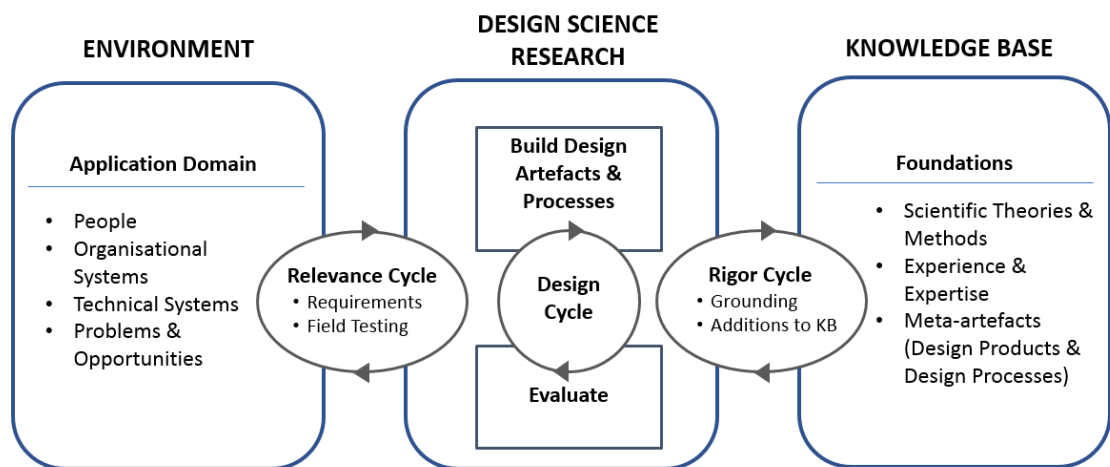 ENVIRONMENT
DESIGN SCIENCE
RESEARCH
KNOWLEDGE BASE
Application Domain
• People
• Organisational
Systems
• Technical Systems
• Problems &
Opportunities
Relevance Cycle
• Requirements
• Field Testing
Build Design
Artefacts &
Processes
Design
Cycle
Evaluate
Rigor Cycle
• Grounding
• Additions to KB
Foundations
• Scientific Theories &
Methods
• Experience &
Expertise
• Meta-artefacts
(Design Products &
Design Processes)